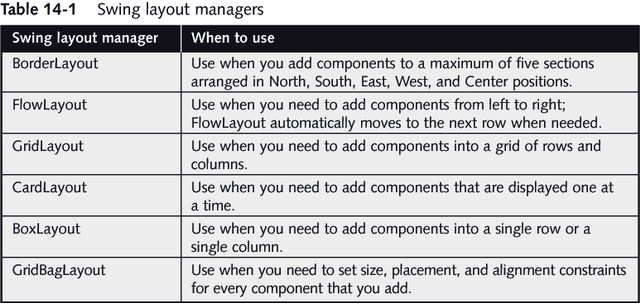 Table 14-1 Swing layout managers
Swing layout manager When to use
BorderLayout Use when you add components to a maximum of five sections
arranged in North, South, East, West, and Center positions.
FlowLayout Use when you need to add components from left to right;
FlowLayout automatically moves to the next row when needed.
GridLayout Use when you need to add components into a grid of rows and
columns.
CardLayout Use when you need to add components that are displayed one at
a time.
BoxLayout Use when you need to add components into a single row or a
single column.
GridBagLayout Use when you need to set size, placement, and alignment constraints
for every component that you add.